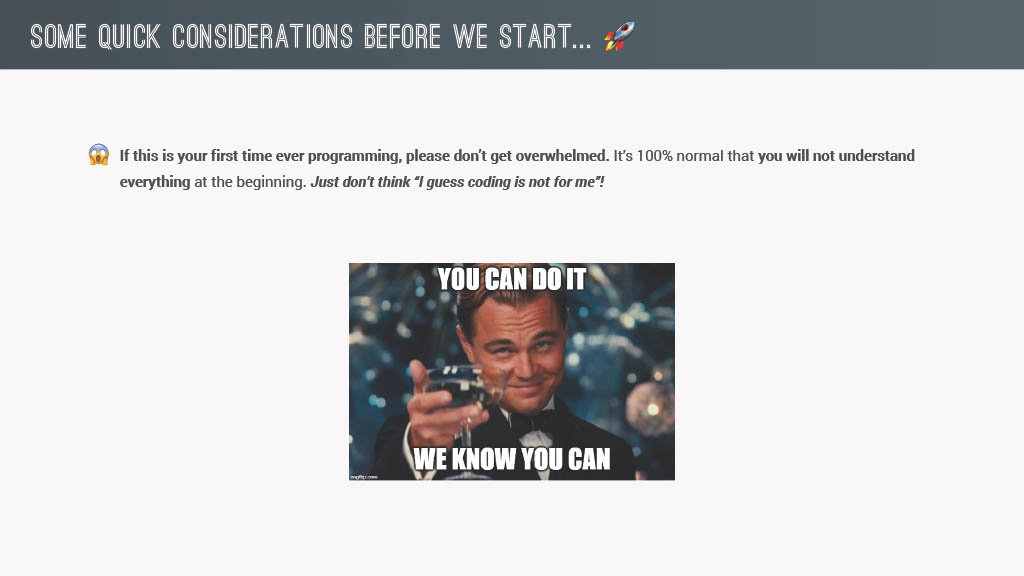 SOME QUICK CONSIDERATIONS BEFORE WE START... 🚀
😱 If this is your first time ever programming, please don’t get overwhelmed. It’s 100% normal that you will not understand
everything at the beginning. Just don’t think “I guess coding is not for me”!
YOU CAN DO IT
WE KNOW YOU CAN
imgflip.com